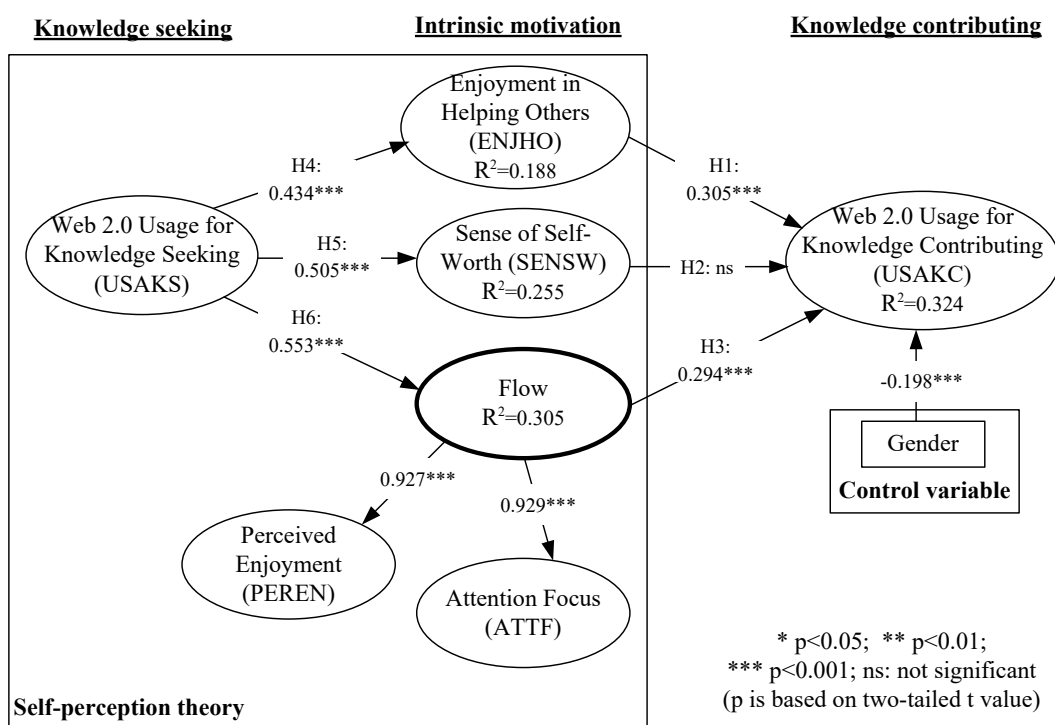 Knowledge seeking
Intrinsic motivation
Knowledge contributing
Enjoyment in
Helping Others
(ENJHO)
R²=0.188
H4:
0.434***
H1:
0.305***
Web 2.0 Usage for
Knowledge Seeking
(USAKS)
H5:
0.505***
Sense of Self-
Worth (SENSW)
R²=0.255
H2: ns
Web 2.0 Usage for
Knowledge Contributing
(USAKC)
R²=0.324
H6:
0.553***
H3:
0.294***
Flow
R²=0.305
-0.198***
Gender
Control variable
0.927***
0.929***
Perceived
Enjoyment
(PEREN)
Attention Focus
(ATTF)
* p<0.05; ** p<0.01;
*** p<0.001; ns: not significant
(p is based on two-tailed t value)
Self-perception theory